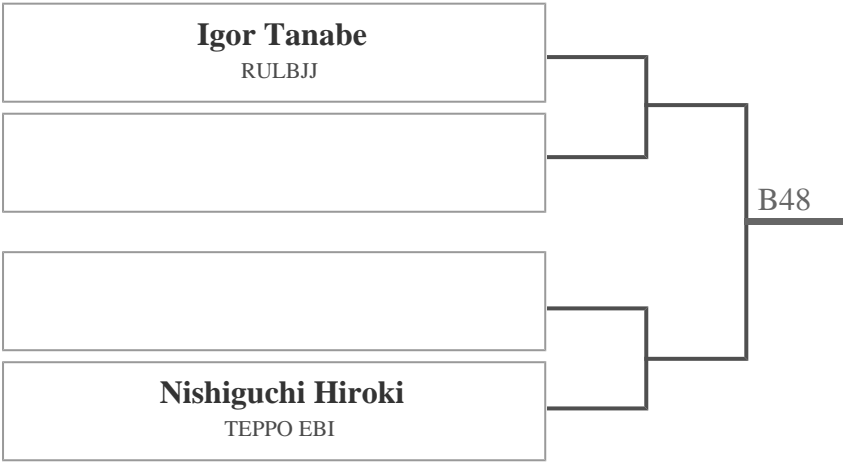 Igor Tanabe
RULBJJ
B48
Nishiguchi Hiroki
TEPPO EBI